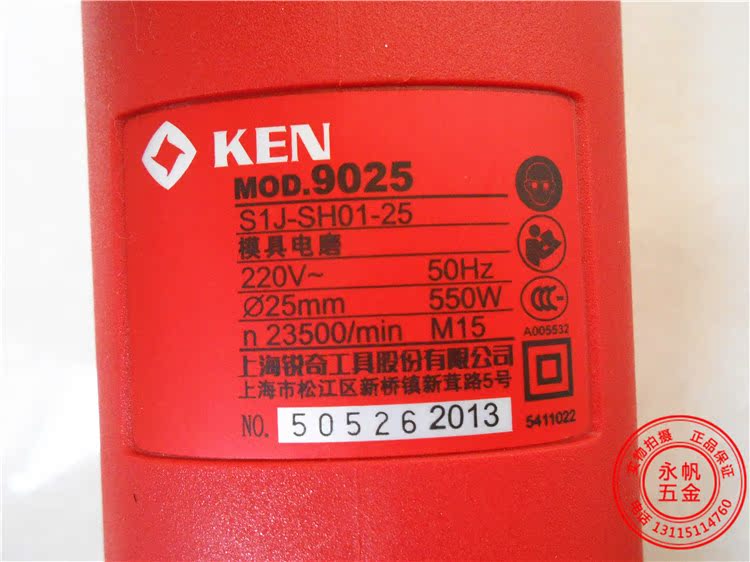 KEN
MOD.9025
S1J-SH01-25
模具电磨
220V~ 50Hz
Ø25mm 550W
n 23500/min M15
A005532
上海锐奇工具股份有限公司
上海市松江区新桥镇新茸路5号
NO. 50526 2013
5411022
实物拍摄 正品保证
永帆
五金
电话 13115114760